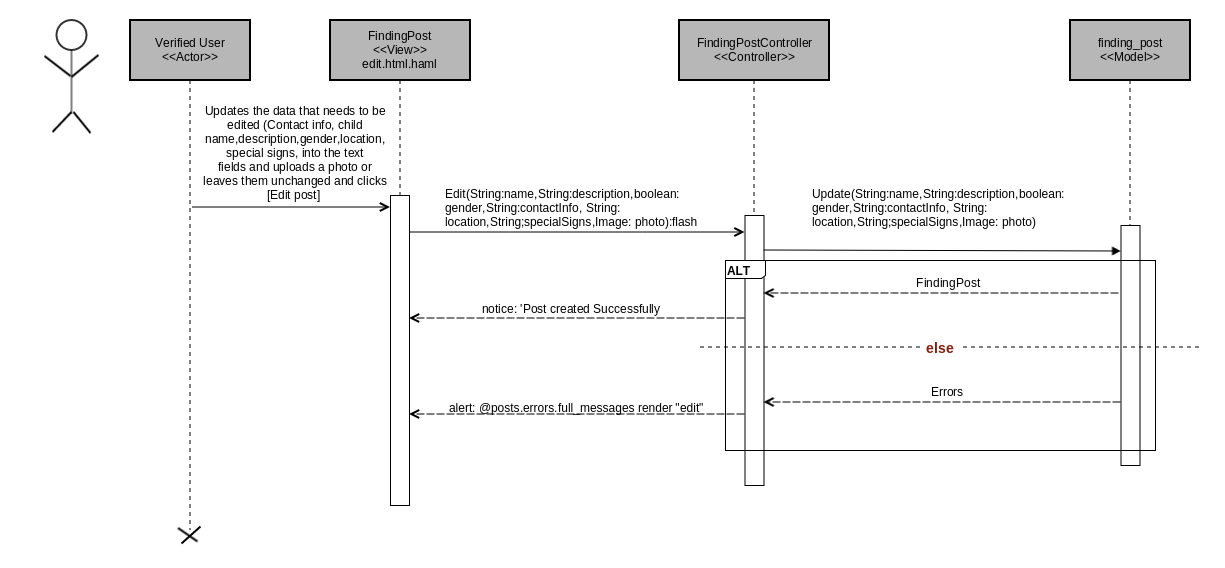 Verified User
<<Actor>>
FindingPost
<<View>>
edit.html.haml
FindingPostController
<<Controller>>
finding_post
<<Model>>
Updates the data that needs to be
edited (Contact info, child
name,description,gender,location,
special signs, into the text
fields and uploads a photo or
leaves them unchanged and clicks
[Edit post]
Edit(String:name,String:description,boolean:
gender,String:contactInfo, String:
location,String;specialSigns,Image: photo):flash
Update(String:name,String:description,boolean:
gender,String:contactInfo, String:
location,String;specialSigns,Image: photo)
ALT
FindingPost
notice: 'Post created Successfully
else
Errors
alert: @posts.errors.full_messages render "edit"